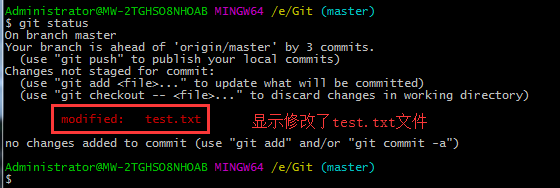 Administrator@MW-2TGHSO8NHOAB MINGW64 /e/Git (master)
$ git status
On branch master
Your branch is ahead of 'origin/master' by 3 commits.
  (use "git push" to publish your local commits)
Changes not staged for commit:
  (use "git add <file>..." to update what will be committed)
  (use "git checkout -- <file>..." to discard changes in working directory)
modified:   test.txt 显示修改了test.txt文件
no changes added to commit (use "git add" and/or "git commit -a")
Administrator@MW-2TGHSO8NHOAB MINGW64 /e/Git (master)
$